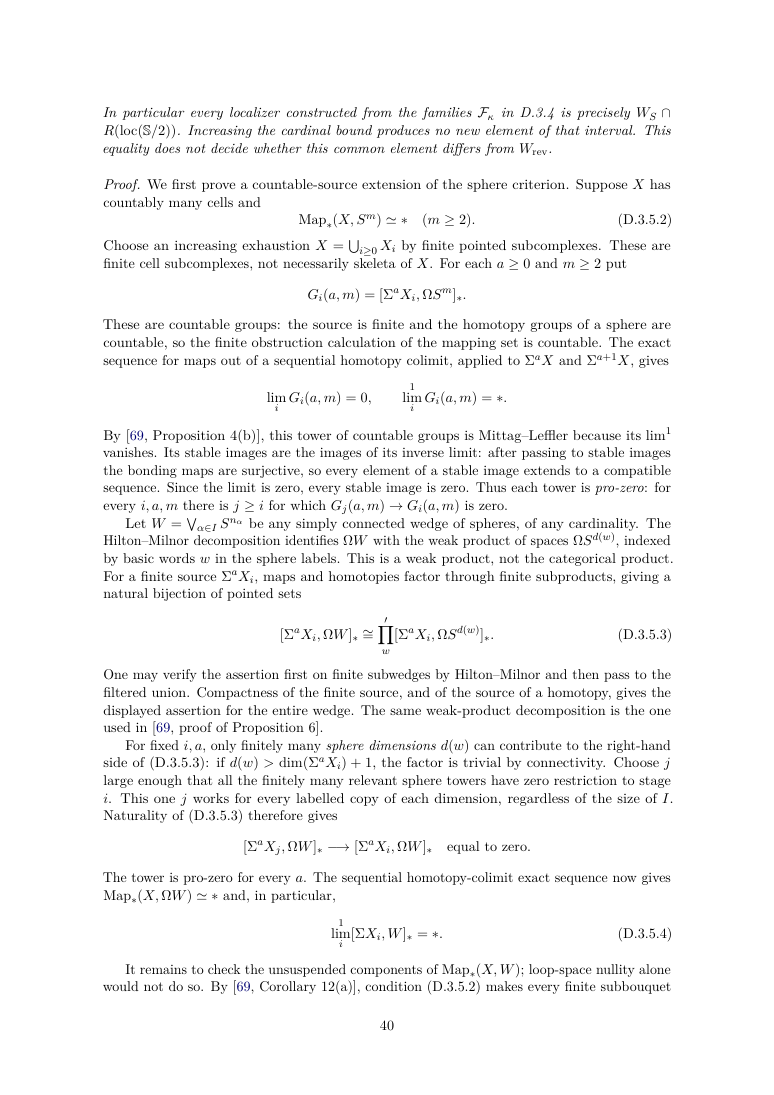 In particular every localizer constructed from the families 𝓕_κ in D.3.4 is precisely W_S ∩
R(loc(𝕊/2)). Increasing the cardinal bound produces no new element of that interval. This
equality does not decide whether this common element differs from W_rev.
Proof. We first prove a countable-source extension of the sphere criterion. Suppose X has
countably many cells and
Map_*(X, S^m) ≃ * (m ≥ 2). (D.3.5.2)
Choose an increasing exhaustion X = ⋃_{i≥0} X_i by finite pointed subcomplexes. These are
finite cell subcomplexes, not necessarily skeleta of X. For each a ≥ 0 and m ≥ 2 put
G_i(a, m) = [Σ^a X_i, ΩS^m]_*.
These are countable groups: the source is finite and the homotopy groups of a sphere are
countable, so the finite obstruction calculation of the mapping set is countable. The exact
sequence for maps out of a sequential homotopy colimit, applied to Σ^a X and Σ^{a+1} X, gives
lim_i G_i(a, m) = 0, lim^1_i G_i(a, m) = *.
By [69, Proposition 4(b)], this tower of countable groups is Mittag–Leffler because its lim^1
vanishes. Its stable images are the images of its inverse limit: after passing to stable images
the bonding maps are surjective, so every element of a stable image extends to a compatible
sequence. Since the limit is zero, every stable image is zero. Thus each tower is pro-zero: for
every i, a, m there is j ≥ i for which G_j(a, m) → G_i(a, m) is zero.
Let W = ⋁_{α∈I} S^{n_α} be any simply connected wedge of spheres, of any cardinality. The
Hilton–Milnor decomposition identifies ΩW with the weak product of spaces ΩS^{d(w)}, indexed
by basic words w in the sphere labels. This is a weak product, not the categorical product.
For a finite source Σ^a X_i, maps and homotopies factor through finite subproducts, giving a
natural bijection of pointed sets
[Σ^a X_i, ΩW]_* ≅ ∏′_w [Σ^a X_i, ΩS^{d(w)}]_*. (D.3.5.3)
One may verify the assertion first on finite subwedges by Hilton–Milnor and then pass to the
filtered union. Compactness of the finite source, and of the source of a homotopy, gives the
displayed assertion for the entire wedge. The same weak-product decomposition is the one
used in [69, proof of Proposition 6].
For fixed i, a, only finitely many sphere dimensions d(w) can contribute to the right-hand
side of (D.3.5.3): if d(w) > dim(Σ^a X_i) + 1, the factor is trivial by connectivity. Choose j
large enough that all the finitely many relevant sphere towers have zero restriction to stage
i. This one j works for every labelled copy of each dimension, regardless of the size of I.
Naturality of (D.3.5.3) therefore gives
[Σ^a X_j, ΩW]_* ⟶ [Σ^a X_i, ΩW]_* equal to zero.
The tower is pro-zero for every a. The sequential homotopy-colimit exact sequence now gives
Map_*(X, ΩW) ≃ * and, in particular,
lim^1_i [ΣX_i, W]_* = *. (D.3.5.4)
It remains to check the unsuspended components of Map_*(X, W); loop-space nullity alone
would not do so. By [69, Corollary 12(a)], condition (D.3.5.2) makes every finite subbouquet
40